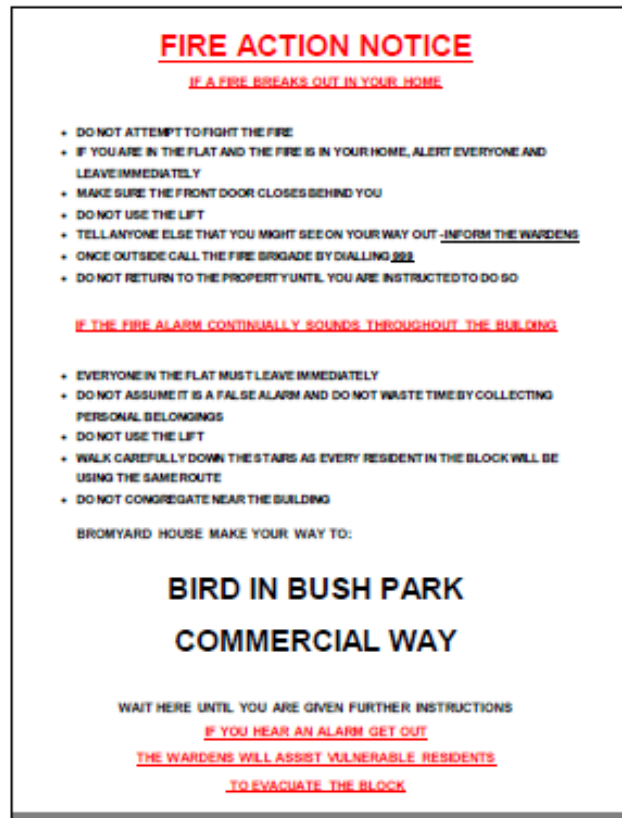 FIRE ACTION NOTICE
IF A FIRE BREAKS OUT IN YOUR HOME
• DO NOT ATTEMPT TO FIGHT THE FIRE
• IF YOU ARE IN THE FLAT AND THE FIRE IS IN YOUR HOME, ALERT EVERYONE AND
LEAVE IMMEDIATELY
• MAKE SURE THE FRONT DOOR CLOSES BEHIND YOU
• DO NOT USE THE LIFT
• TELL ANYONE ELSE THAT YOU MIGHT SEE ON YOUR WAY OUT -INFORM THE WARDENS
• ONCE OUTSIDE CALL THE FIRE BRIGADE BY DIALLING 999
• DO NOT RETURN TO THE PROPERTY UNTIL YOU ARE INSTRUCTED TO DO SO
IF THE FIRE ALARM CONTINUALLY SOUNDS THROUGHOUT THE BUILDING
• EVERYONE IN THE FLAT MUST LEAVE IMMEDIATELY
• DO NOT ASSUME IT IS A FALSE ALARM AND DO NOT WASTE TIME BY COLLECTING
PERSONAL BELONGINGS
• DO NOT USE THE LIFT
• WALK CAREFULLY DOWN THE STAIRS AS EVERY RESIDENT IN THE BLOCK WILL BE
USING THE SAME ROUTE
• DO NOT CONGREGATE NEAR THE BUILDING
BROMYARD HOUSE MAKE YOUR WAY TO:
BIRD IN BUSH PARK
COMMERCIAL WAY
WAIT HERE UNTIL YOU ARE GIVEN FURTHER INSTRUCTIONS
IF YOU HEAR AN ALARM GET OUT
THE WARDENS WILL ASSIST VULNERABLE RESIDENTS
TO EVACUATE THE BLOCK